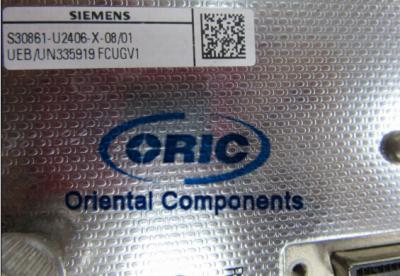 SIEMENS
S30861-U2406-X-08/01
UEB/UN335919 FCUGV1
ORIC
Oriental Components